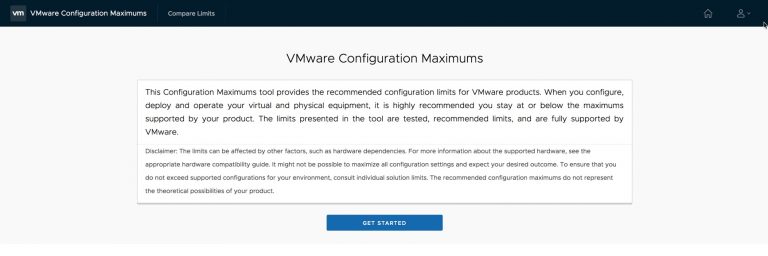 vm VMware Configuration Maximums Compare Limits
VMware Configuration Maximums
This Configuration Maximums tool provides the recommended configuration limits for VMware products. When you configure,
deploy and operate your virtual and physical equipment, it is highly recommended you stay at or below the maximums
supported by your product. The limits presented in the tool are tested, recommended limits, and are fully supported by
VMware.
Disclaimer: The limits can be affected by other factors, such as hardware dependencies. For more information about the supported hardware, see the
appropriate hardware compatibility guide. It might not be possible to maximize all configuration settings and expect your desired outcome. To ensure that you
do not exceed supported configurations for your environment, consult individual solution limits. The recommended configuration maximums do not represent
the theoretical possibilities of your product.
GET STARTED